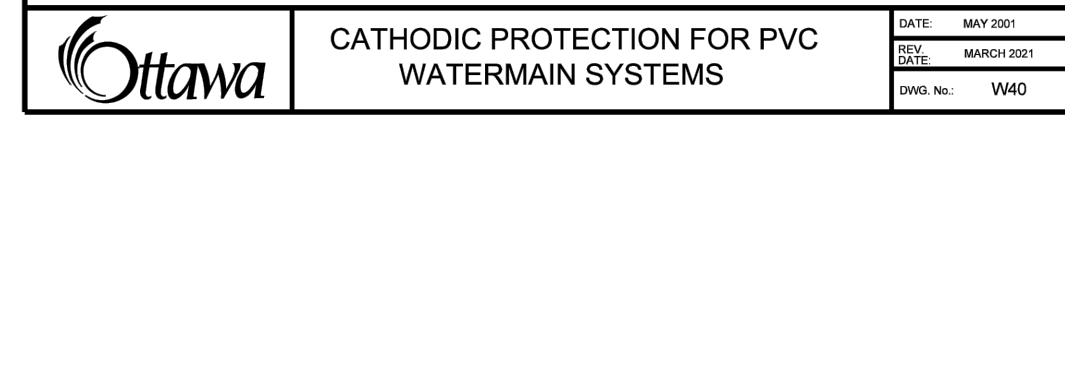 Ottawa
CATHODIC PROTECTION FOR PVC
WATERMAIN SYSTEMS
DATE: MAY 2001
REV.
DATE: MARCH 2021
DWG. No.: W40